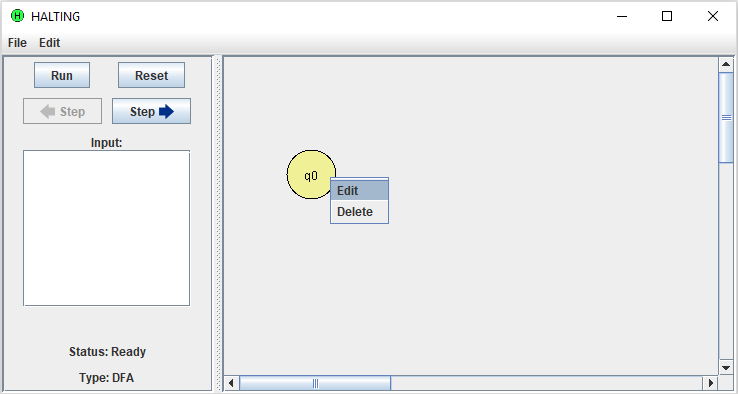 H HALTING
File Edit
Run Reset
Step Step
Input:
q0
Edit
Delete
Status: Ready
Type: DFA